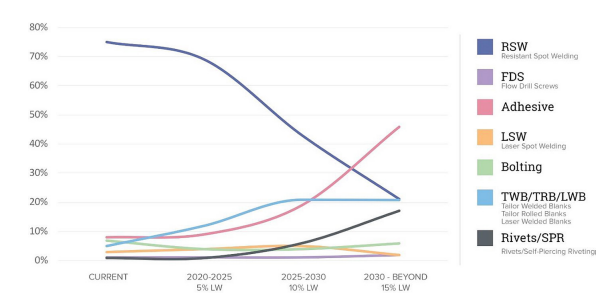 80%
70%
60%
50%
40%
30%
20%
10%
0%
CURRENT
2020-2025
5% LW
2025-2030
10% LW
2030 - BEYOND
15% LW
RSW
Resistant Spot Welding
FDS
Flow Drill Screws
Adhesive
LSW
Laser Spot Welding
Bolting
TWB/TRB/LWB
Tailor Welded Blanks
Tailor Rolled Blanks
Laser Welded Blanks
Rivets/SPR
Rivets/Self-Piercing Riveting